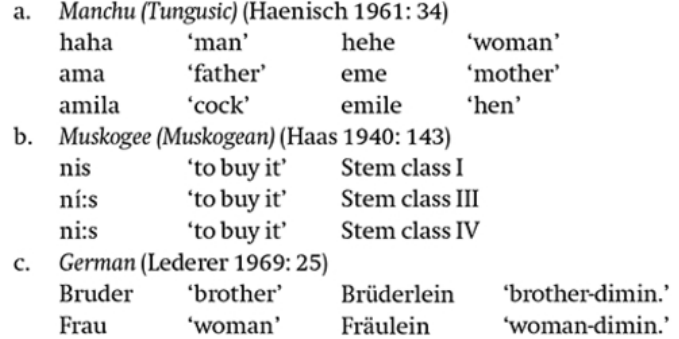 a. Manchu (Tungusic) (Haenisch 1961: 34)
haha ‘man’ hehe ‘woman’
ama ‘father’ eme ‘mother’
amila ‘cock’ emile ‘hen’
b. Muskogee (Muskogean) (Haas 1940: 143)
nis ‘to buy it’ Stem class I
ní:s ‘to buy it’ Stem class III
ni:s ‘to buy it’ Stem class IV
c. German (Lederer 1969: 25)
Bruder ‘brother’ Brüderlein ‘brother-dimin.’
Frau ‘woman’ Fräulein ‘woman-dimin.’